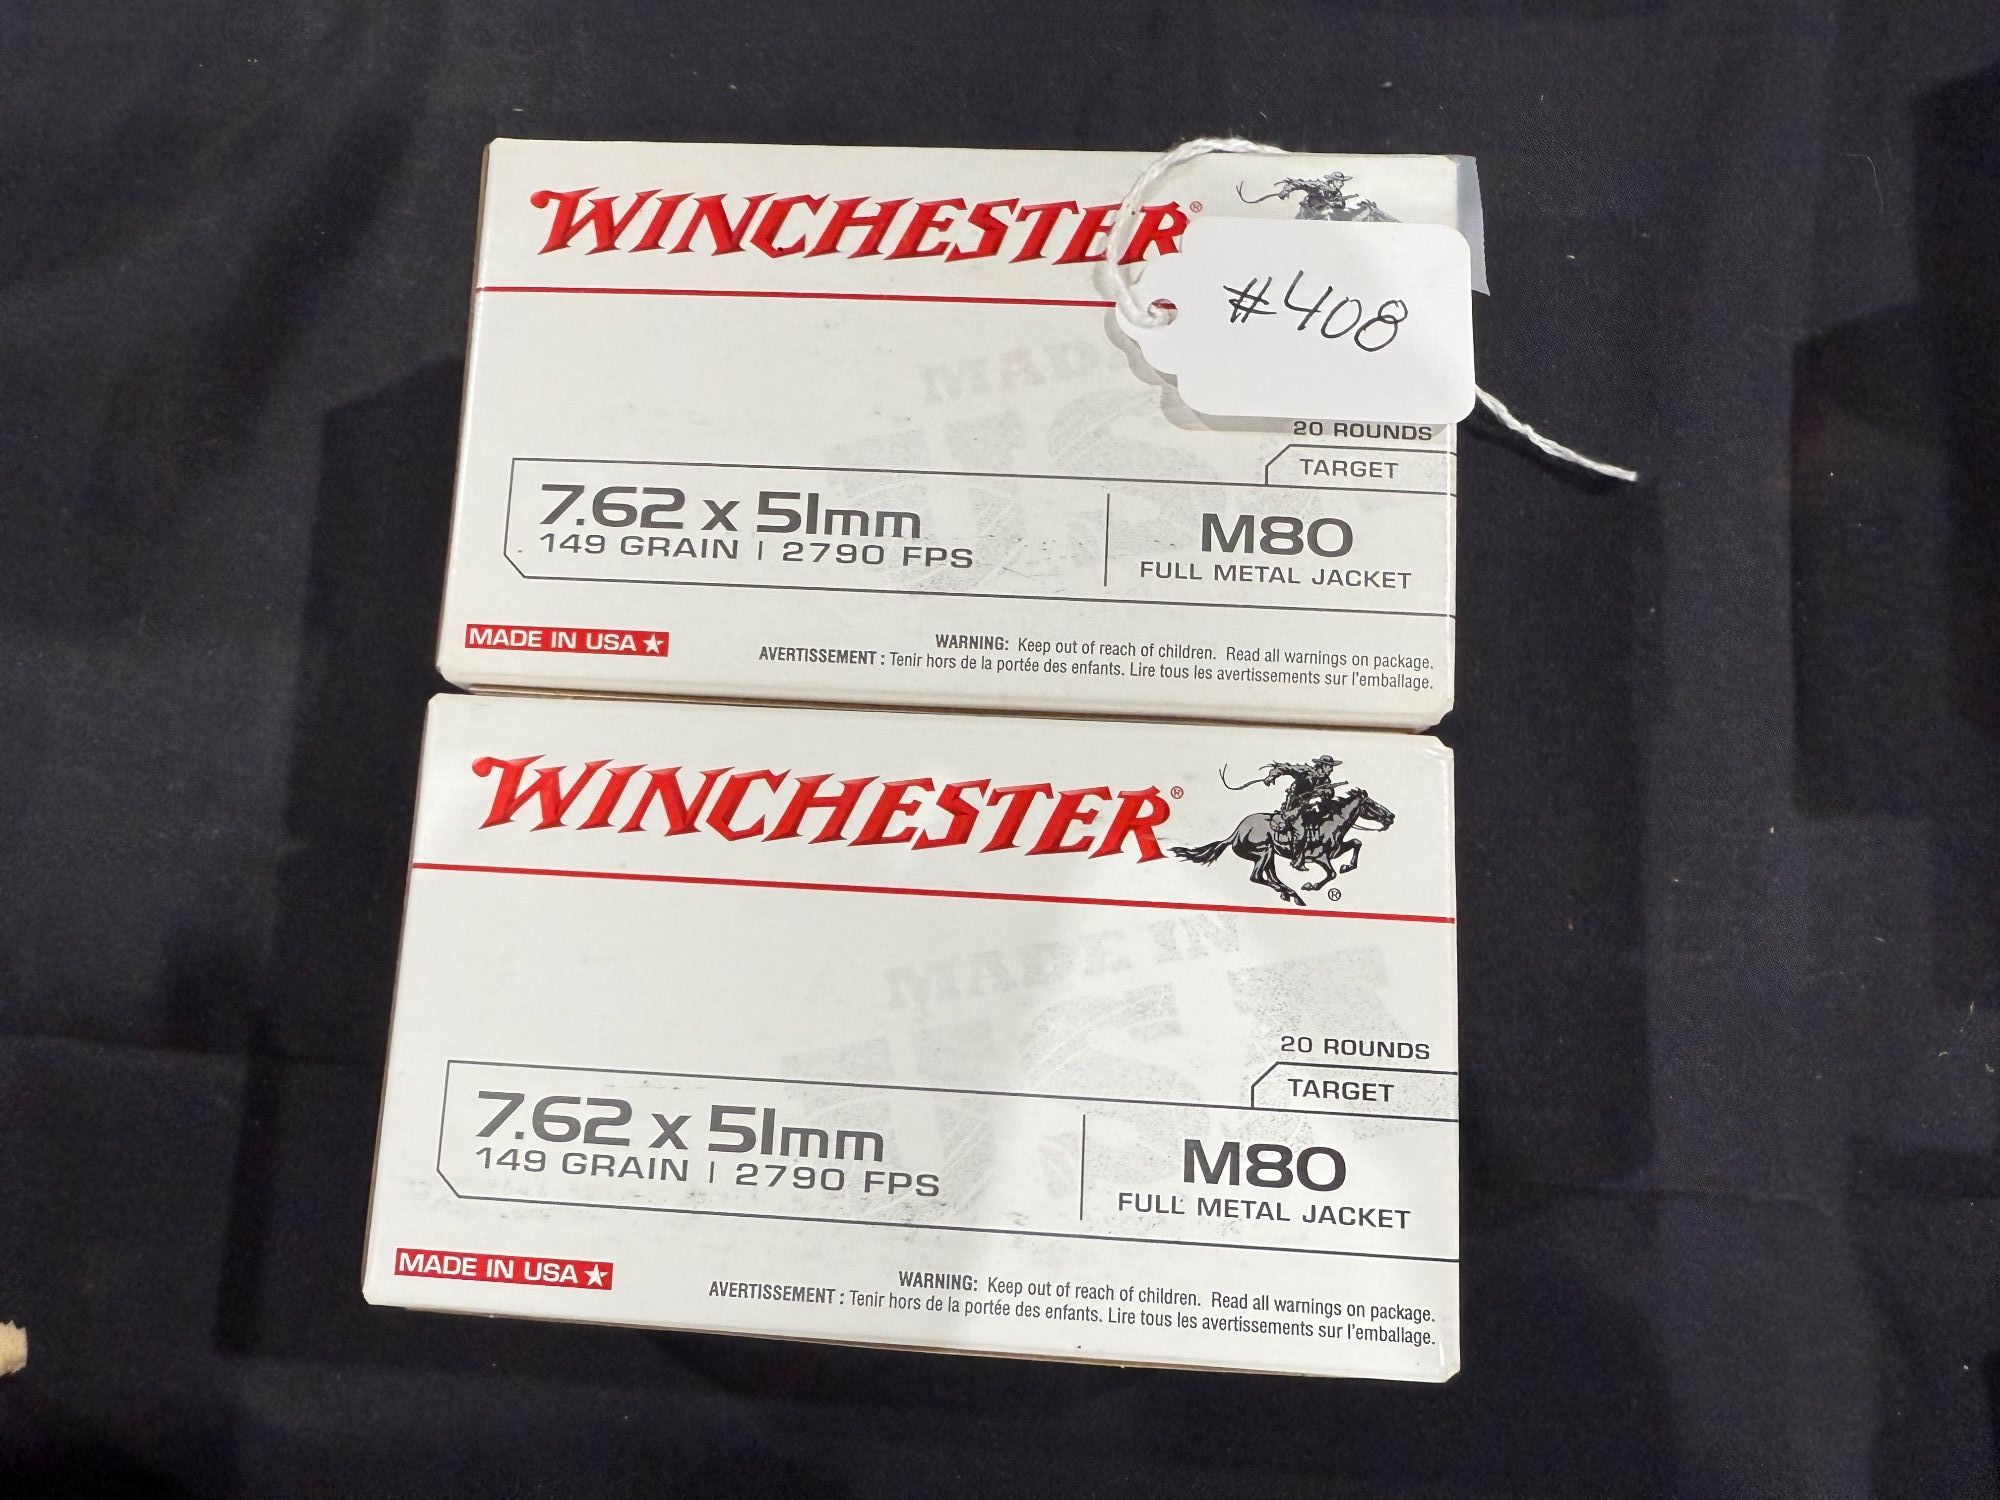 WINCHESTER®
#408
20 ROUNDS
TARGET
7.62 x 51mm
149 GRAIN | 2790 FPS
M80
FULL METAL JACKET
MADE IN USA ★
WARNING: Keep out of reach of children. Read all warnings on package.
AVERTISSEMENT : Tenir hors de la portée des enfants. Lire tous les avertissements sur l'emballage.
WINCHESTER®
®
MADE IN
20 ROUNDS
TARGET
7.62 x 51mm
149 GRAIN | 2790 FPS
M80
FULL METAL JACKET
MADE IN USA ★
WARNING: Keep out of reach of children. Read all warnings on package.
AVERTISSEMENT : Tenir hors de la portée des enfants. Lire tous les avertissements sur l'emballage.